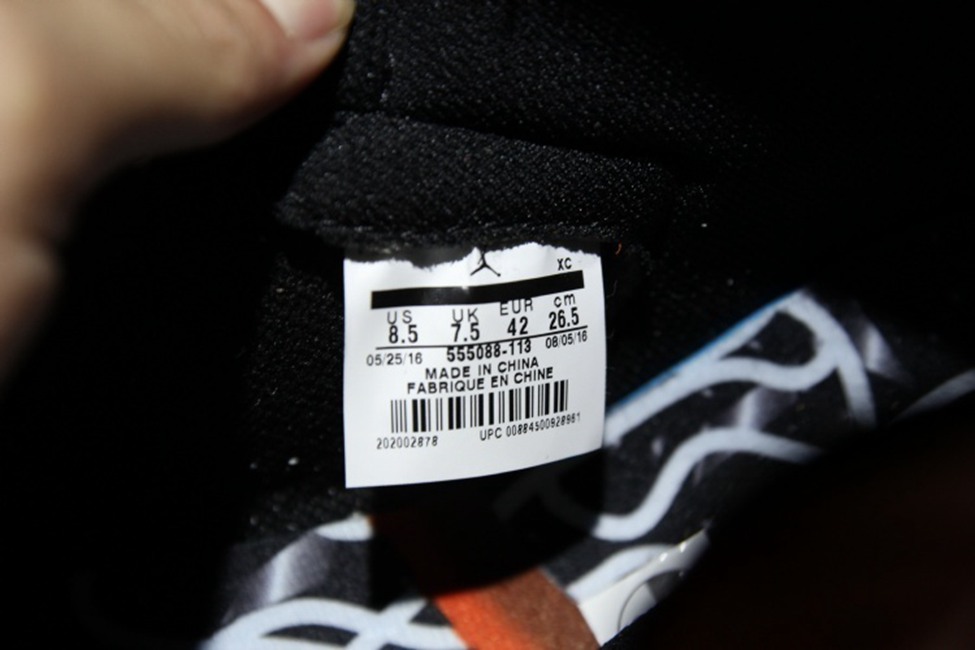 XC
US UK EUR cm
8.5 7.5 42 26.5
05/25/16 555088-113 08/05/16
MADE IN CHINA
FABRIQUE EN CHINE
202002878 UPC 00884500928961